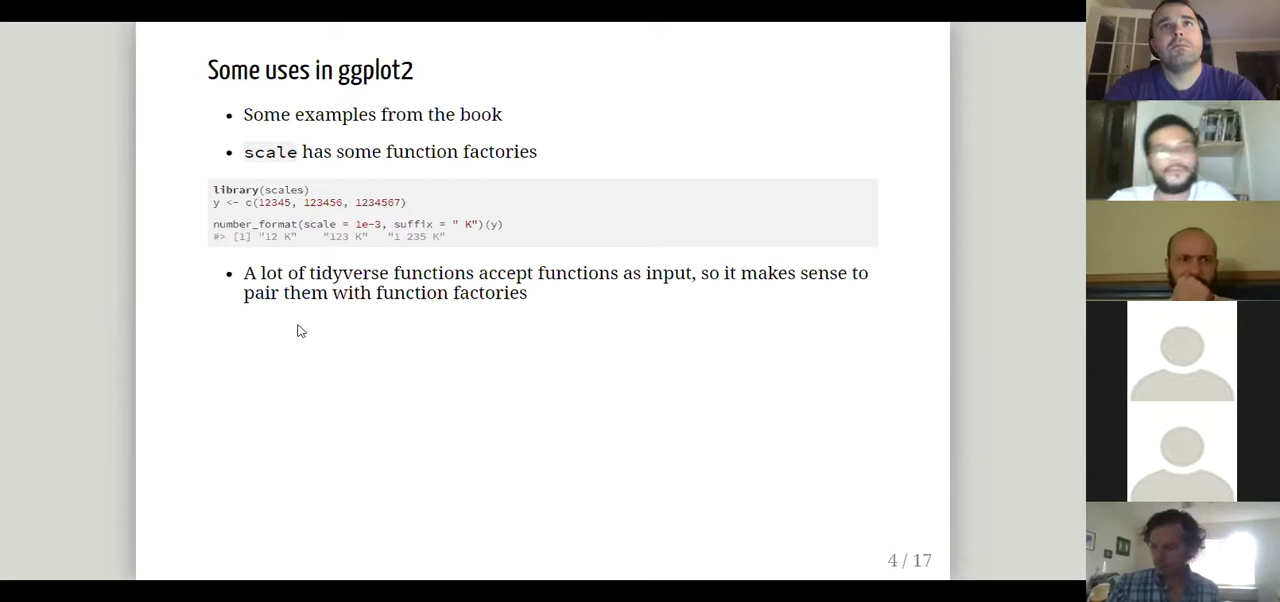 Some uses in ggplot2
• Some examples from the book
• scale has some function factories
library(scales)
y <- c(12345, 123456, 1234567)
number_format(scale = 1e-3, suffix = " K")(y)
#> [1] "12 K"    "123 K"   "1 235 K"
• A lot of tidyverse functions accept functions as input, so it makes sense to
pair them with function factories
4 / 17